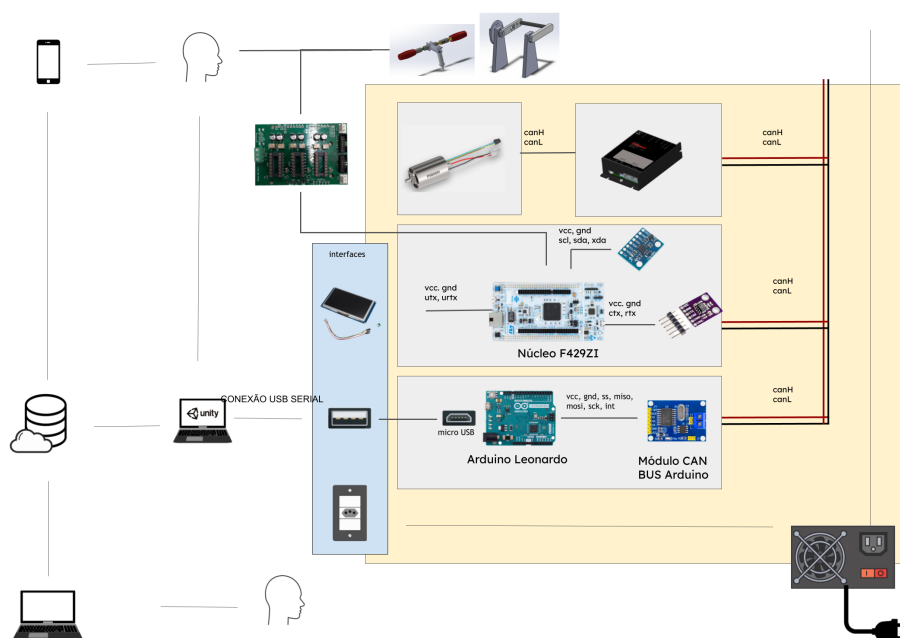 canH
canL
canH
canL
vcc, gnd
scl, sda, xda
interfaces
vcc. gnd
utx, urtx
vcc. gnd
ctx, rtx
canH
canL
Núcleo F429ZI
CONEXÃO USB SERIAL
unity
micro USB
vcc, gnd, ss, miso,
mosi, sck, int
canH
canL
Arduino Leonardo
Módulo CAN
BUS Arduino